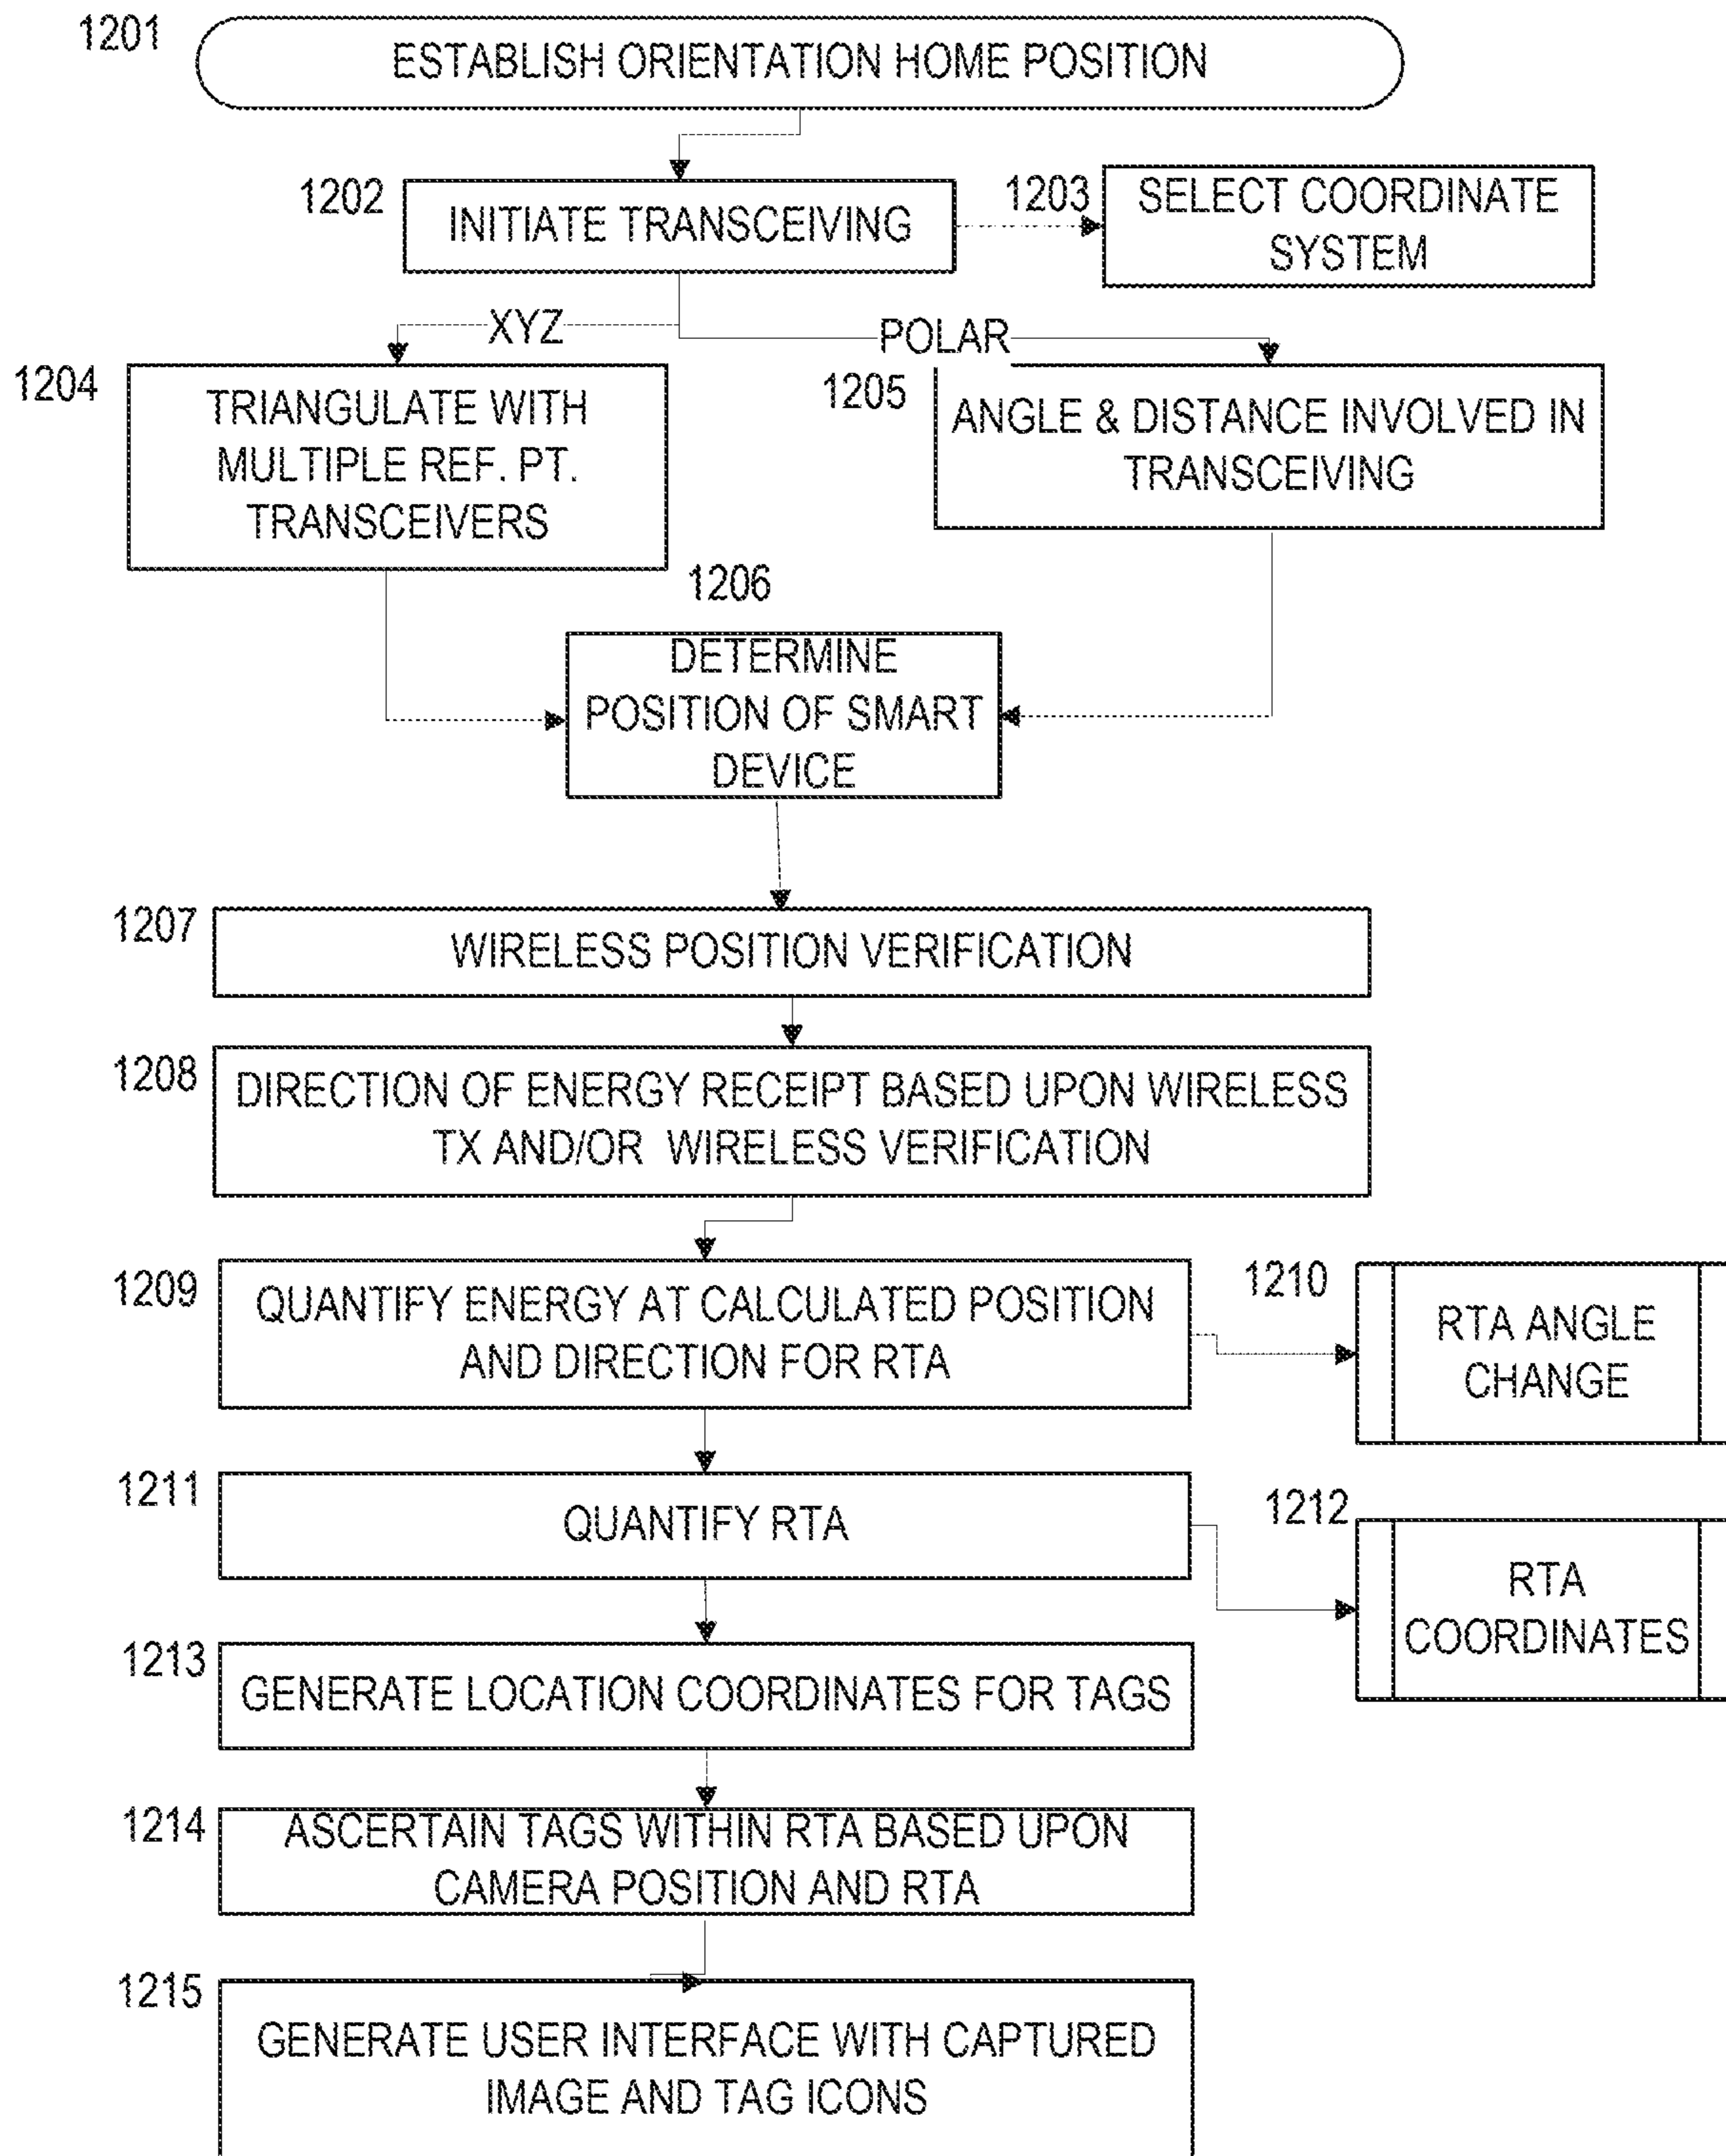 1201
ESTABLISH ORIENTATION HOME POSITION
1202
INITIATE TRANSCEIVING
1203
SELECT COORDINATE
SYSTEM
XYZ
POLAR
1204
TRIANGULATE WITH
MULTIPLE REF. PT.
TRANSCEIVERS
1205
ANGLE & DISTANCE INVOLVED IN
TRANSCEIVING
1206
DETERMINE
POSITION OF SMART
DEVICE
1207
WIRELESS POSITION VERIFICATION
1208
DIRECTION OF ENERGY RECEIPT BASED UPON WIRELESS
TX AND/OR WIRELESS VERIFICATION
1209
QUANTIFY ENERGY AT CALCULATED POSITION
AND DIRECTION FOR RTA
1210
RTA ANGLE
CHANGE
1211
QUANTIFY RTA
1212
RTA
COORDINATES
1213
GENERATE LOCATION COORDINATES FOR TAGS
1214
ASCERTAIN TAGS WITHIN RTA BASED UPON
CAMERA POSITION AND RTA
1215
GENERATE USER INTERFACE WITH CAPTURED
IMAGE AND TAG ICONS